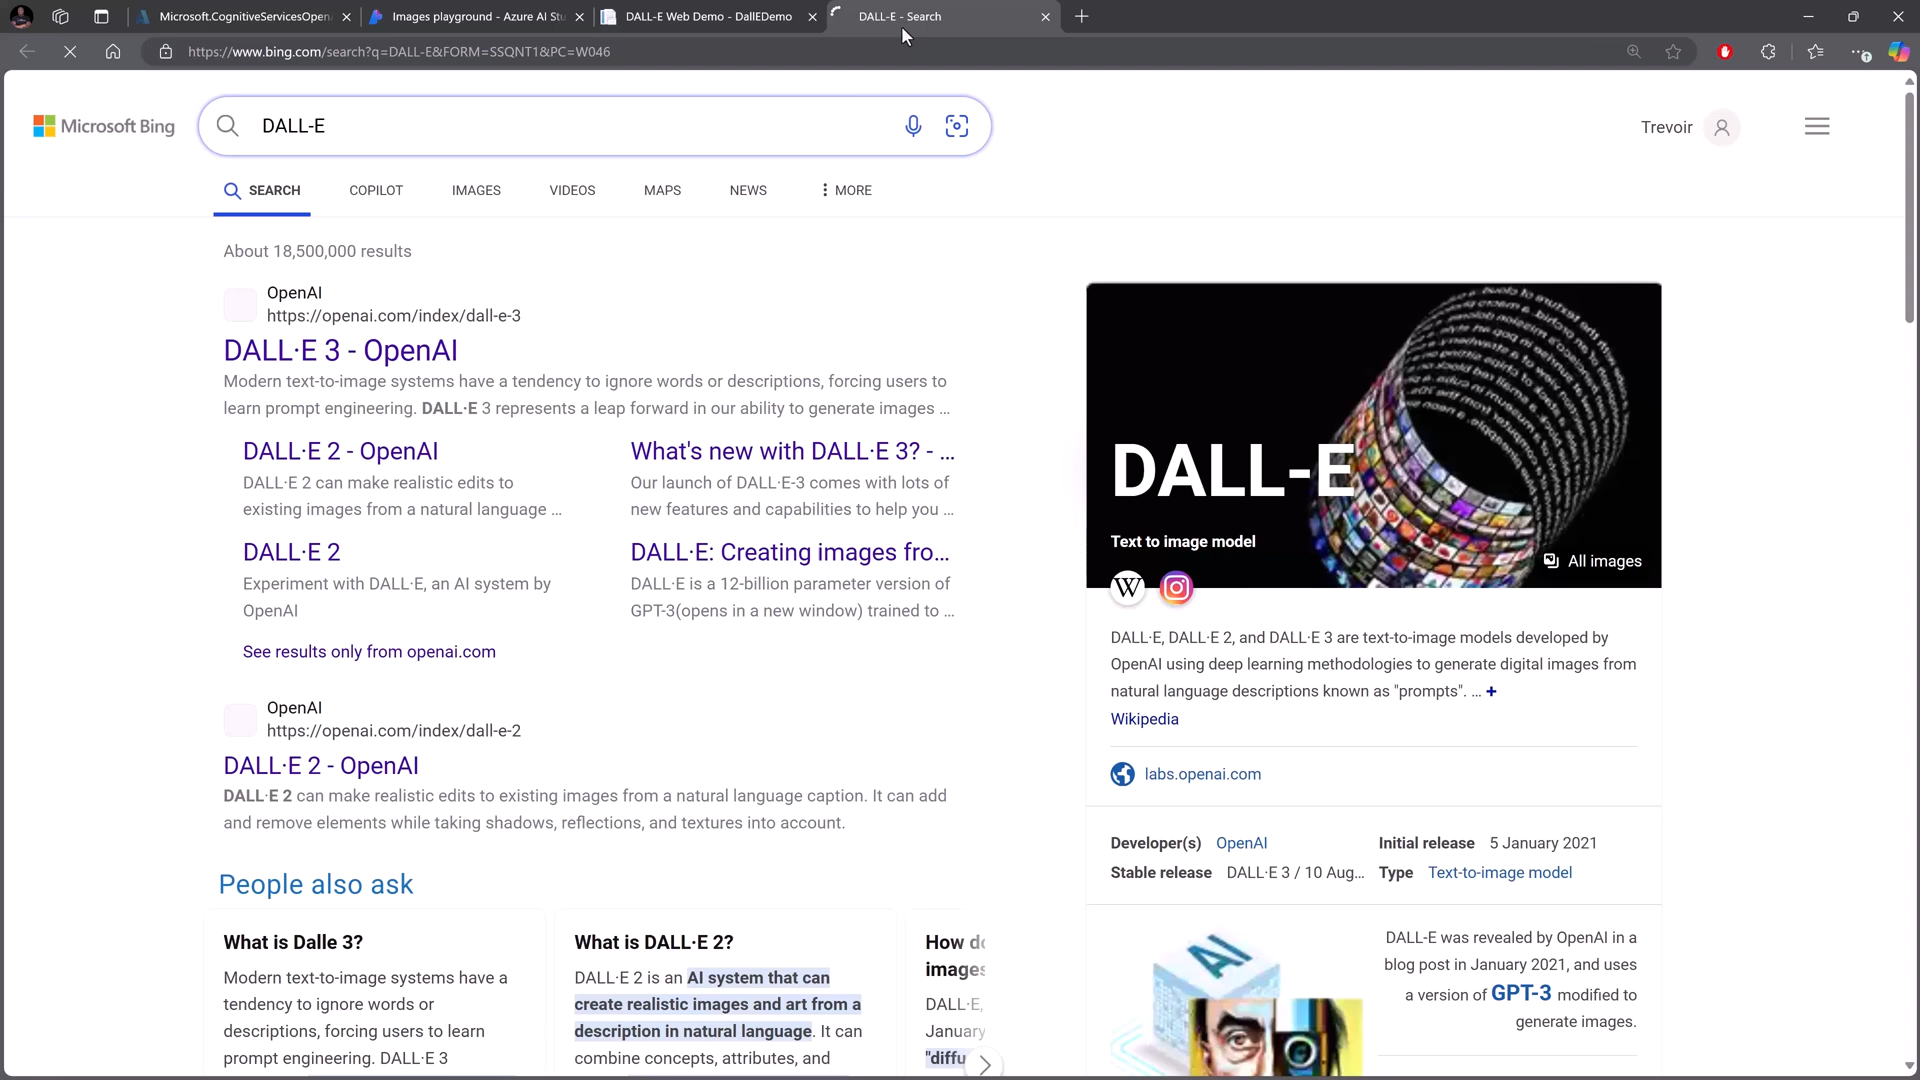 Microsoft.CognitiveServicesOpen
Images playground - Azure AI Stu
DALL-E Web Demo - DallEDemo
DALL-E - Search
https://www.bing.com/search?q=DALL-E&FORM=SSQNT1&PC=W046
Microsoft Bing
DALL-E
Trevoir
SEARCH
COPILOT
IMAGES
VIDEOS
MAPS
NEWS
MORE
About 18,500,000 results
OpenAI
https://openai.com/index/dall-e-3
DALL·E 3 - OpenAI
Modern text-to-image systems have a tendency to ignore words or descriptions, forcing users to
learn prompt engineering. DALL·E 3 represents a leap forward in our ability to generate images ...
DALL·E 2 - OpenAI
DALL·E 2 can make realistic edits to
existing images from a natural language ...
What's new with DALL·E 3? - ...
Our launch of DALL·E-3 comes with lots of
new features and capabilities to help you ...
DALL·E 2
Experiment with DALL·E, an AI system by
OpenAI
DALL·E: Creating images fro...
DALL·E is a 12-billion parameter version of
GPT-3(opens in a new window) trained to ...
See results only from openai.com
OpenAI
https://openai.com/index/dall-e-2
DALL·E 2 - OpenAI
DALL·E 2 can make realistic edits to existing images from a natural language caption. It can add
and remove elements while taking shadows, reflections, and textures into account.
People also ask
What is Dalle 3?
Modern text-to-image systems have a
tendency to ignore words or
descriptions, forcing users to learn
prompt engineering. DALL·E 3
What is DALL·E 2?
DALL·E 2 is an AI system that can
create realistic images and art from a
description in natural language. It can
combine concepts, attributes, and
How do
images
DALL·E,
January
"diffu
DALL-E
Text to image model
All images
W
DALL·E, DALL·E 2, and DALL·E 3 are text-to-image models developed by
OpenAI using deep learning methodologies to generate digital images from
natural language descriptions known as "prompts". ... +
Wikipedia
labs.openai.com
Developer(s) OpenAI
Initial release 5 January 2021
Stable release DALL·E 3 / 10 Aug...
Type Text-to-image model
AI
DALL-E was revealed by OpenAI in a
blog post in January 2021, and uses
a version of GPT-3 modified to
generate images.